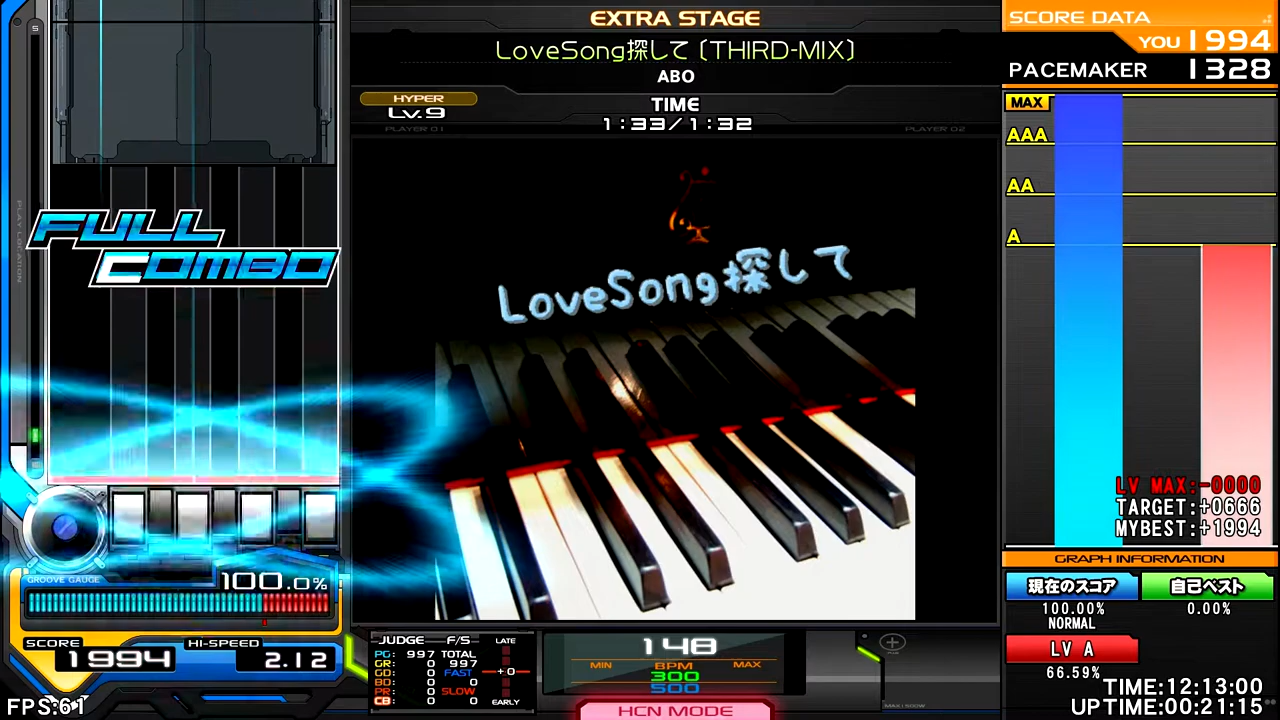 S
EXTRA STAGE
LoveSong探して〔THIRD-MIX〕
ABO
HYPER
Lv.9
TIME
1:33/1:32
PLAYER 01
PLAYER 02
SCORE DATA
YOU 1994
PACEMAKER 1328
MAX
AAA
AA
A
PLAY LOCATION
FULL
COMBO
LoveSong探して
LV MAX:-0000
TARGET:+0666
MYBEST:+1994
GRAPH INFORMATION
現在のスコア
自己ベスト
100.00%
0.00%
NORMAL
LV A
66.59%
GROOVE GAUGE
100.0%
SCORE
1994
HI-SPEED
2.12
JUDGE F/S
PG: 997 TOTAL
GR: 0 997
GD: 0 FAST
BD: 0 0
PR: 0 SLOW
CB: 0 0
LATE
+0
EARLY
148
MIN BPM MAX
300
500
HCN MODE
FPS:61
TIME:12:13:00
UPTIME:00:21:15